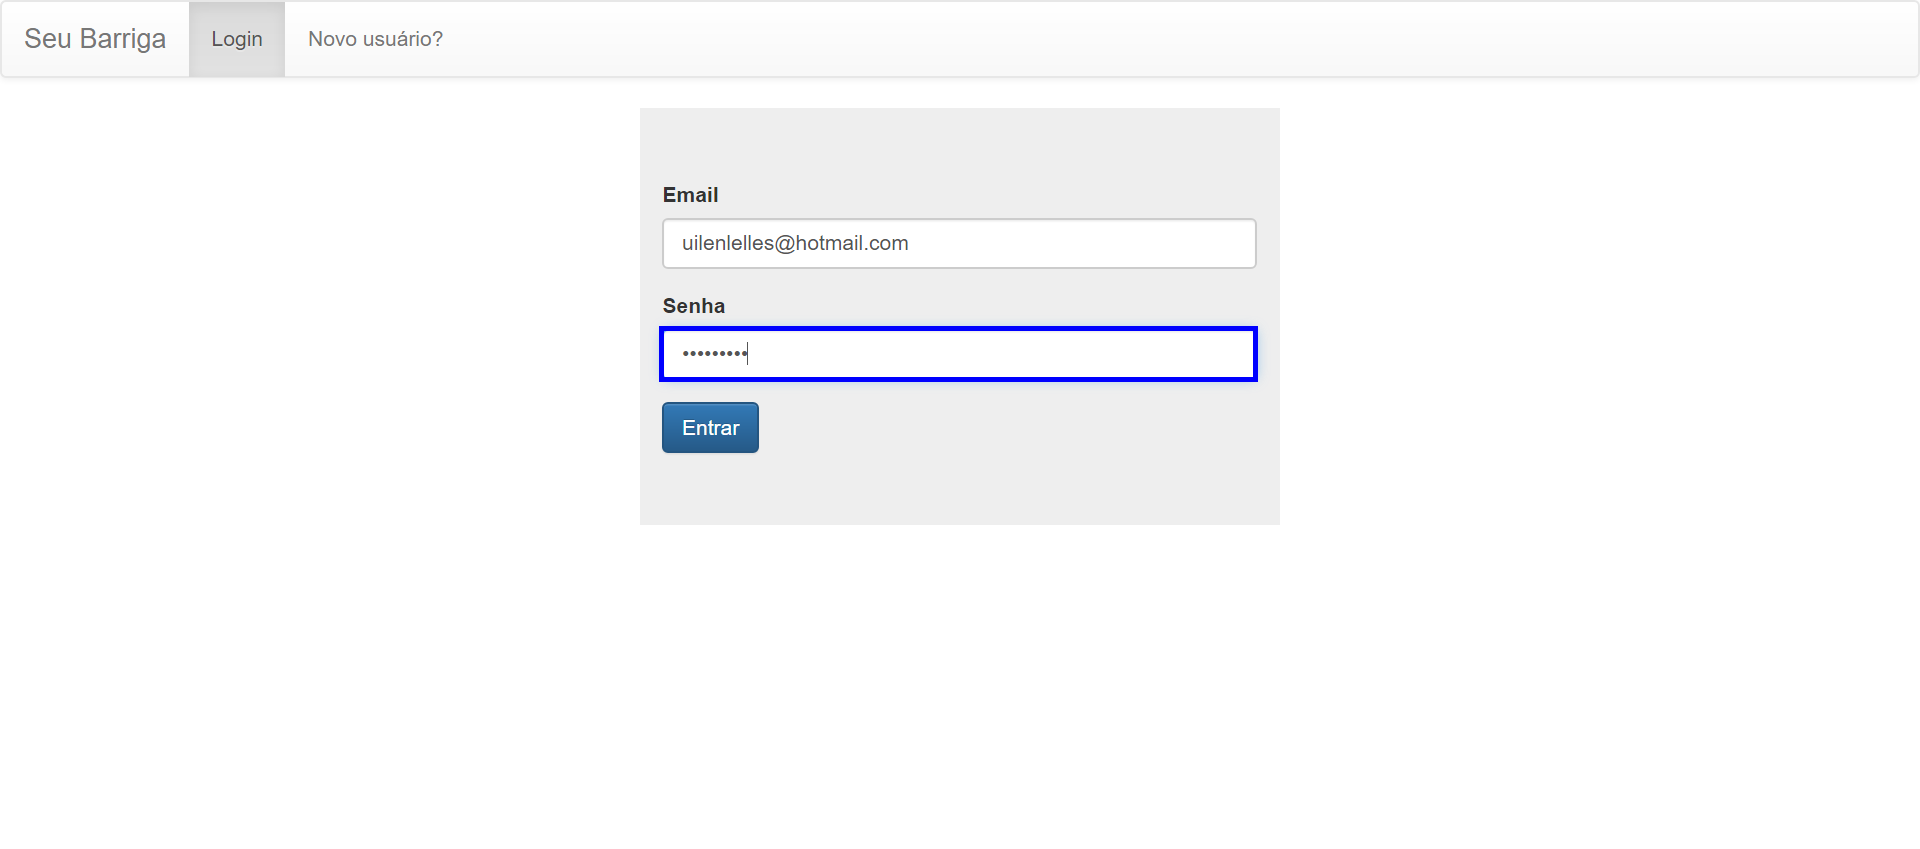 Seu Barriga Login Novo usuário?
Email
uilenlelles@hotmail.com
Senha
•••••••••
Entrar